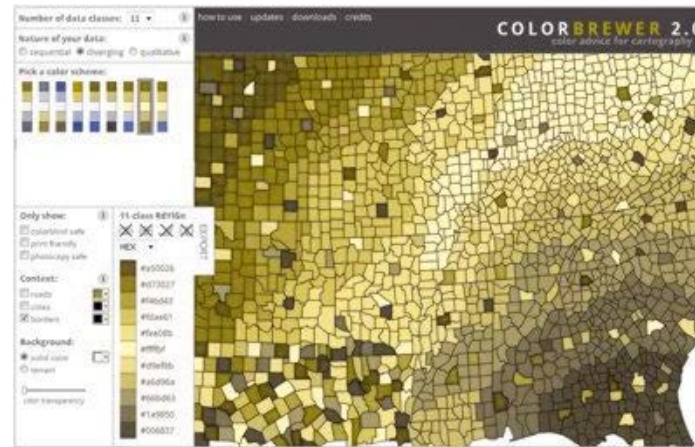 Number of data classes: 11
how to use updates downloads credits
COLORBREWER 2.0
color advice for cartography
Nature of your data:
sequential diverging qualitative
Pick a color scheme:
Only show:
colorblind safe
print friendly
photocopy safe
Context:
roads
cities
borders
Background:
solid color
terrain
color transparency
11-class RdYlGn
EXPORT
HEX
#a50026
#d73027
#f46d43
#fdae61
#fee08b
#ffffbf
#d9ef8b
#a6d96a
#66bd63
#1a9850
#006837